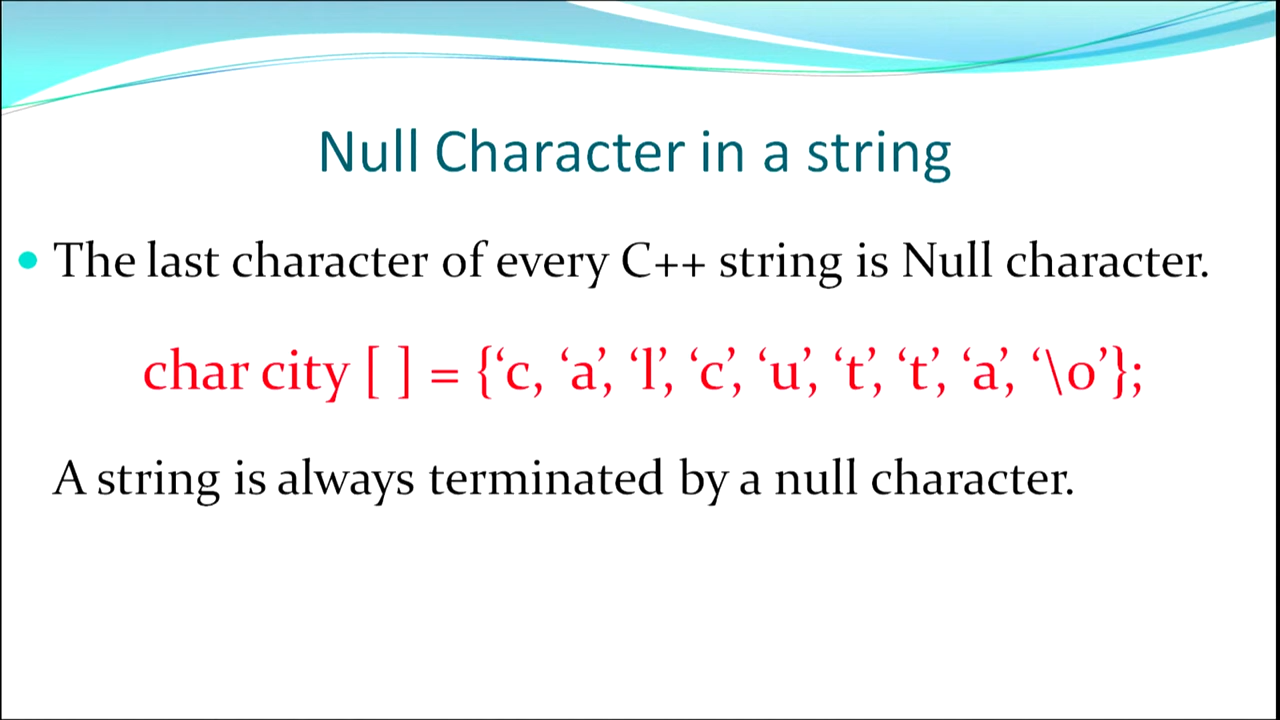 Null Character in a string
• The last character of every C++ string is Null character.
char city [ ] = {‘c, ‘a’, ‘l’, ‘c’, ‘u’, ‘t’, ‘t’, ‘a’, ‘\o’};
A string is always terminated by a null character.